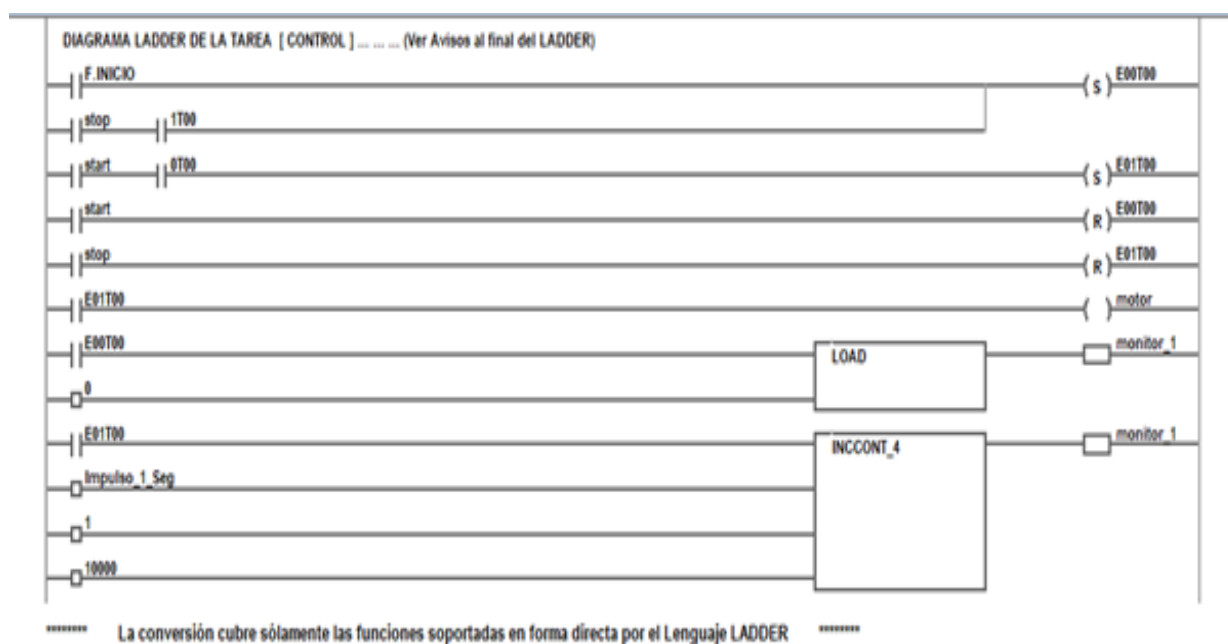 DIAGRAMA LADDER DE LA TAREA [ CONTROL ] ... ... ... (Ver Avisos al final del LADDER)
F.INICIO
( S ) E00T00
stop 1T00
start 0T00
( S ) E01T00
start
( R ) E00T00
stop
( R ) E01T00
E01T00
( ) motor
E00T00
LOAD
monitor_1
0
E01T00
INCCONT_4
monitor_1
Impulso_1_Seg
1
10000
******** La conversión cubre sólamente las funciones soportadas en forma directa por el Lenguaje LADDER ********